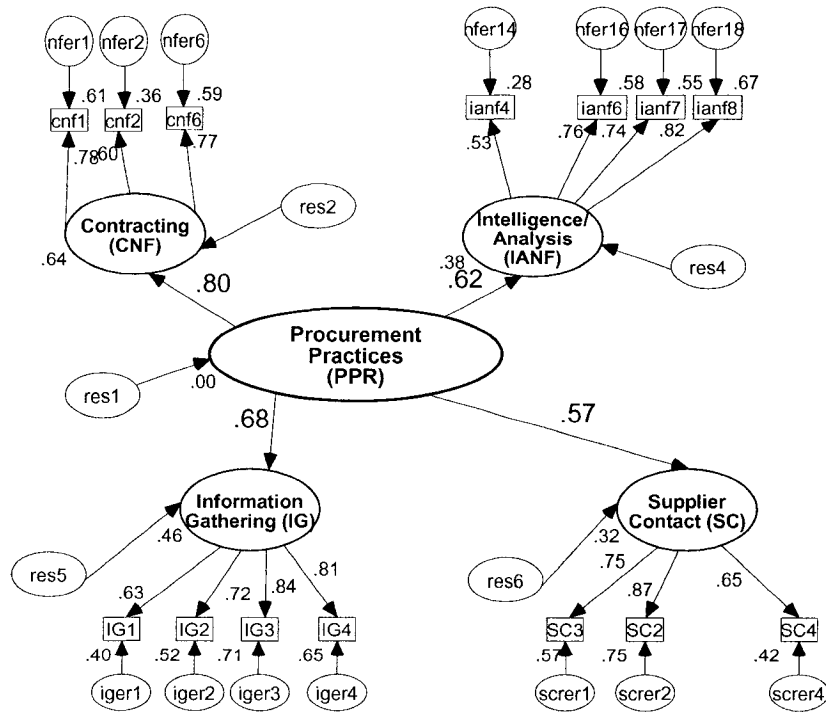 nfer1 nfer2 nfer6 nfer14 nfer16 nfer17 nfer18
.61 .36 .59 .28 .58 .55 .67
cnf1 cnf2 cnf6 ianf4 ianf6 ianf7 ianf8
.78 .60 .77 .53 .76 .74 .82
res2
Contracting
(CNF)
.64
Intelligence/
Analysis
(IANF)
.38
res4
.80 .62
Procurement
Practices
(PPR)
res1
.00
.68 .57
Information
Gathering (IG)
.46
res5
Supplier
Contact (SC)
.32
res6
.63 .72 .84 .81 .75 .87 .65
IG1 IG2 IG3 IG4 SC3 SC2 SC4
.40 .52 .71 .65 .57 .75 .42
iger1 iger2 iger3 iger4 screr1 screr2 screr4